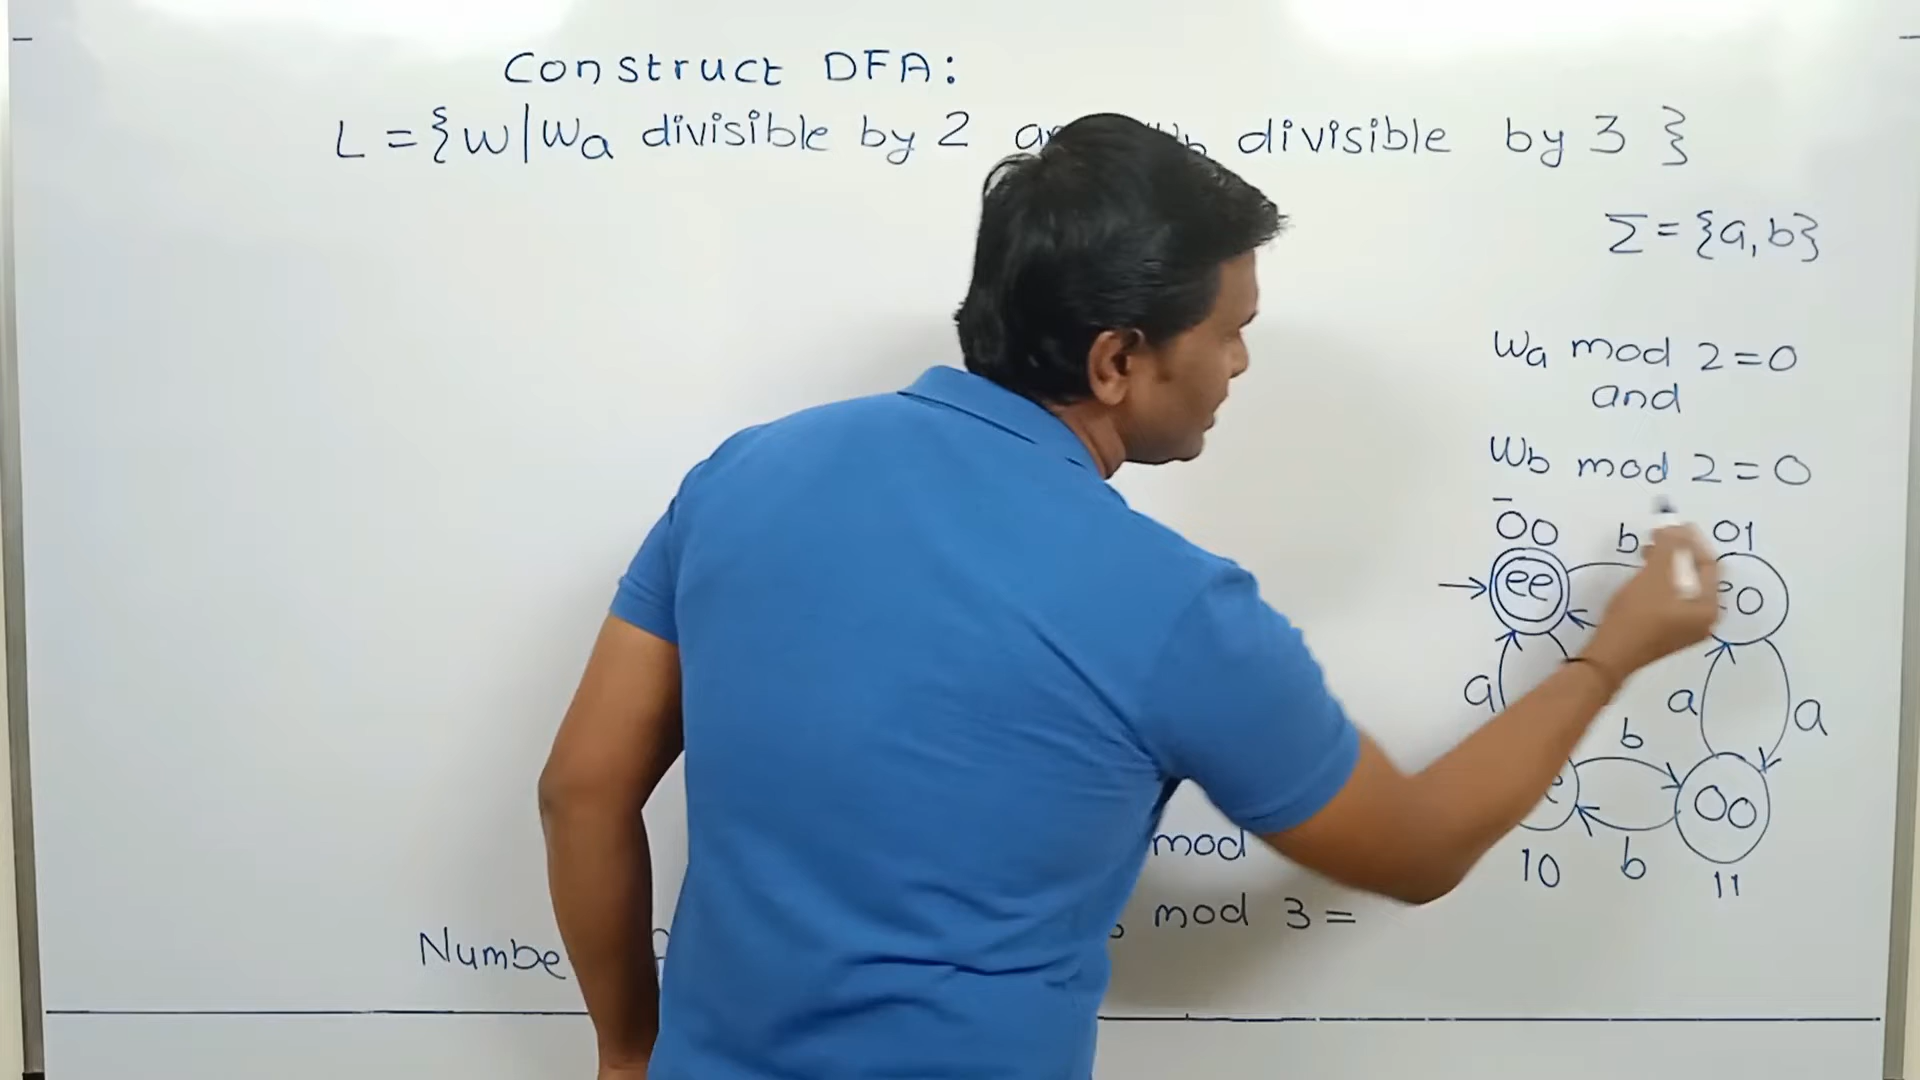 Construct DFA:
L = {w | wa divisible by 2 divisible by 3 }
Σ = {a, b}
Wa mod 2 = 0
and
Wb mod 2 = 0
00 b 01
ee
a a a
b
Oo
10 b 11
mod
mod 3 =